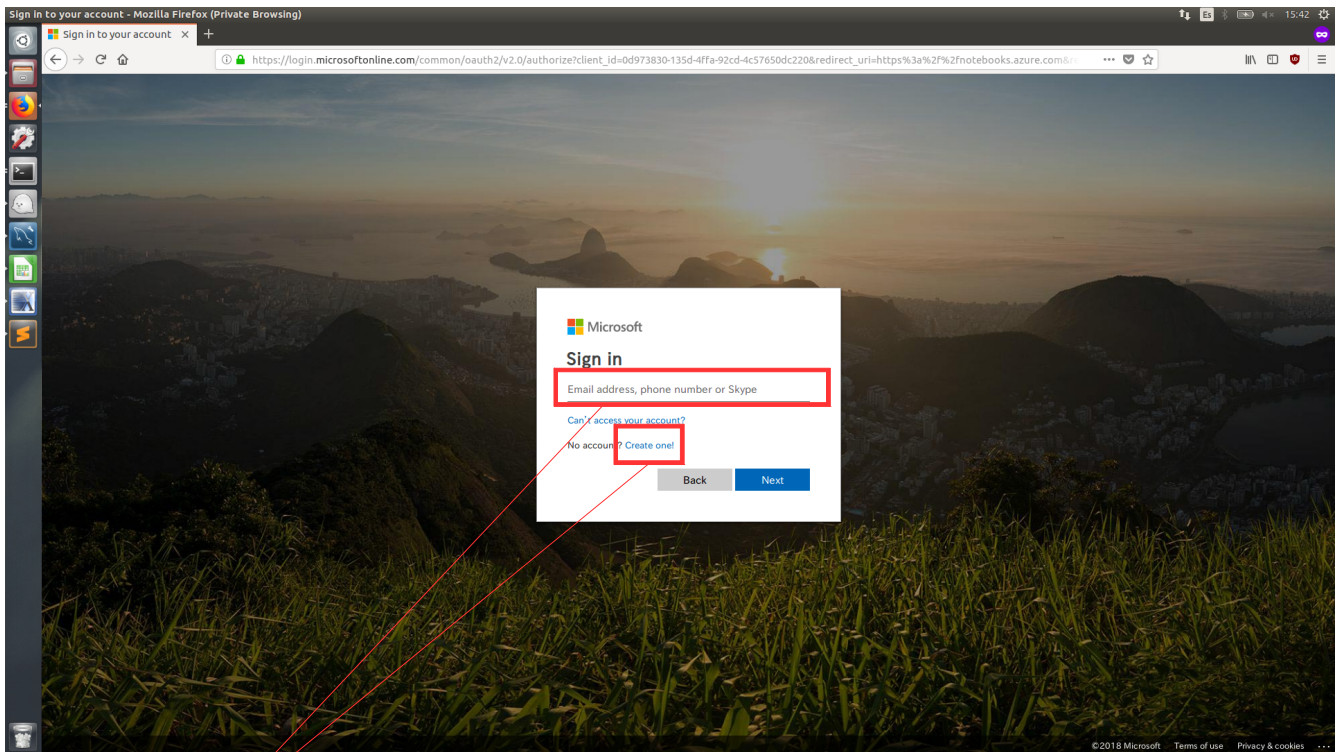 Sign in to your account - Mozilla Firefox (Private Browsing)
Es
15:42
Sign in to your account
https://login.microsoftonline.com/common/oauth2/v2.0/authorize?client_id=0d973830-135d-4ffa-92cd-4c57650dc220&redirect_uri=https%3a%2f%2fnotebooks.azure.com&re
Microsoft
Sign in
Email address, phone number or Skype
Can't access your account?
No account? Create one!
Back Next
©2018 Microsoft Terms of use Privacy & cookies ...